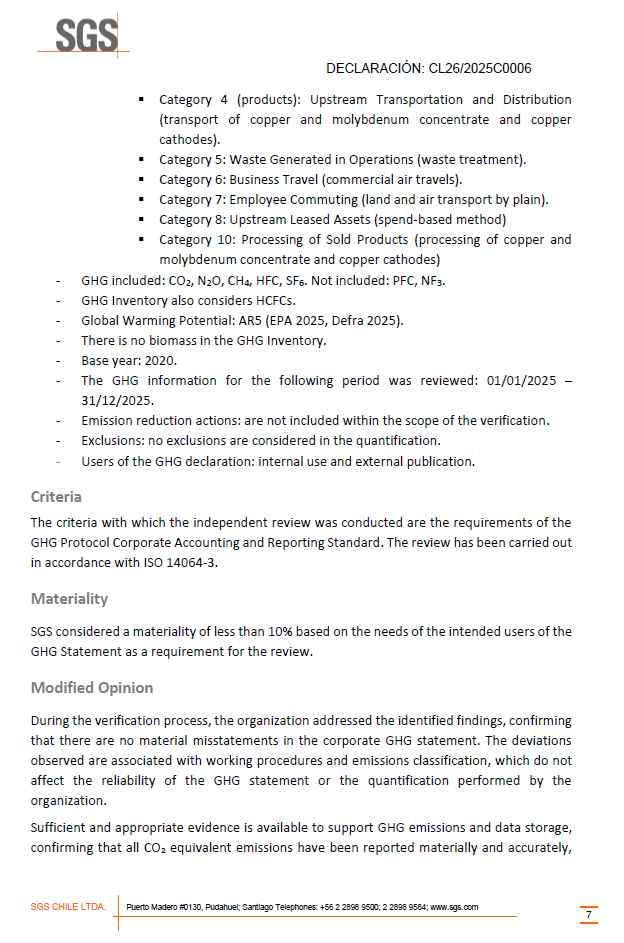 SGS
DECLARACIÓN: CL26/2025C0006
▪ Category 4 (products): Upstream Transportation and Distribution
(transport of copper and molybdenum concentrate and copper
cathodes).
▪ Category 5: Waste Generated in Operations (waste treatment).
▪ Category 6: Business Travel (commercial air travels).
▪ Category 7: Employee Commuting (land and air transport by plain).
▪ Category 8: Upstream Leased Assets (spend-based method)
▪ Category 10: Processing of Sold Products (processing of copper and
molybdenum concentrate and copper cathodes)
- GHG included: CO₂, N₂O, CH₄, HFC, SF₆. Not included: PFC, NF₃.
- GHG Inventory also considers HCFCs.
- Global Warming Potential: AR5 (EPA 2025, Defra 2025).
- There is no biomass in the GHG Inventory.
- Base year: 2020.
- The GHG information for the following period was reviewed: 01/01/2025 –
31/12/2025.
- Emission reduction actions: are not included within the scope of the verification.
- Exclusions: no exclusions are considered in the quantification.
- Users of the GHG declaration: internal use and external publication.
Criteria
The criteria with which the independent review was conducted are the requirements of the
GHG Protocol Corporate Accounting and Reporting Standard. The review has been carried out
in accordance with ISO 14064-3.
Materiality
SGS considered a materiality of less than 10% based on the needs of the intended users of the
GHG Statement as a requirement for the review.
Modified Opinion
During the verification process, the organization addressed the identified findings, confirming
that there are no material misstatements in the corporate GHG statement. The deviations
observed are associated with working procedures and emissions classification, which do not
affect the reliability of the GHG statement or the quantification performed by the
organization.
Sufficient and appropriate evidence is available to support GHG emissions and data storage,
confirming that all CO₂ equivalent emissions have been reported materially and accurately,
SGS CHILE LTDA. Puerto Madero #0130, Pudahuel; Santiago Telephones: +56 2 2898 9500; 2 2898 9564; www.sgs.com
7